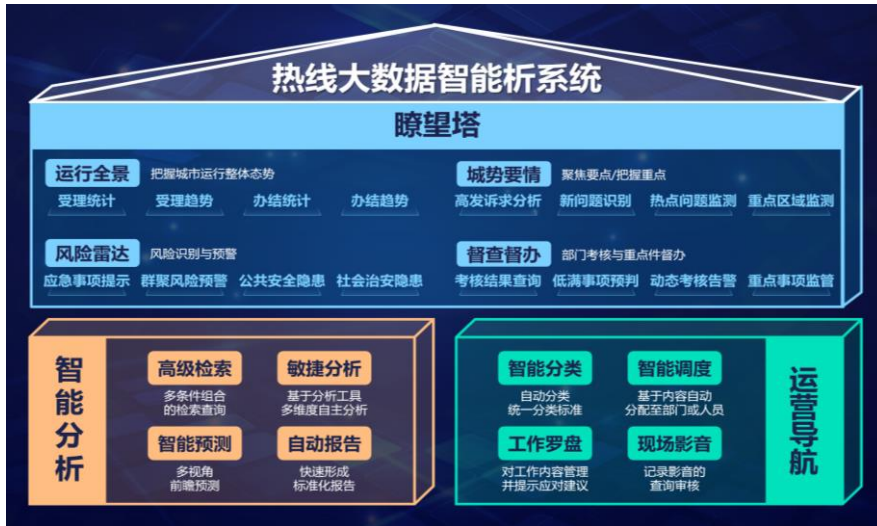 热线大数据智能析系统
瞭望塔
运行全景 把握城市运行整体态势
受理统计 受理趋势 办结统计 办结趋势
城势要情 聚焦要点/把握重点
高发诉求分析 新问题识别 热点问题监测 重点区域监测
风险雷达 风险识别与预警
应急事项提示 群聚风险预警 公共安全隐患 社会治安隐患
督查督办 部门考核与重点件督办
考核结果查询 低满事项预判 动态考核告警 重点事项监管
智能分析
高级检索
多条件组合
的检索查询
敏捷分析
基于分析工具
多维度自主分析
智能预测
多视角
前瞻预测
自动报告
快速形成
标准化报告
智能分类
自动分类
统一分类标准
智能调度
基于内容自动
分配至部门或人员
工作罗盘
对工作内容管理
并提示应对建议
现场影音
记录影音的
查询审核
运营导航